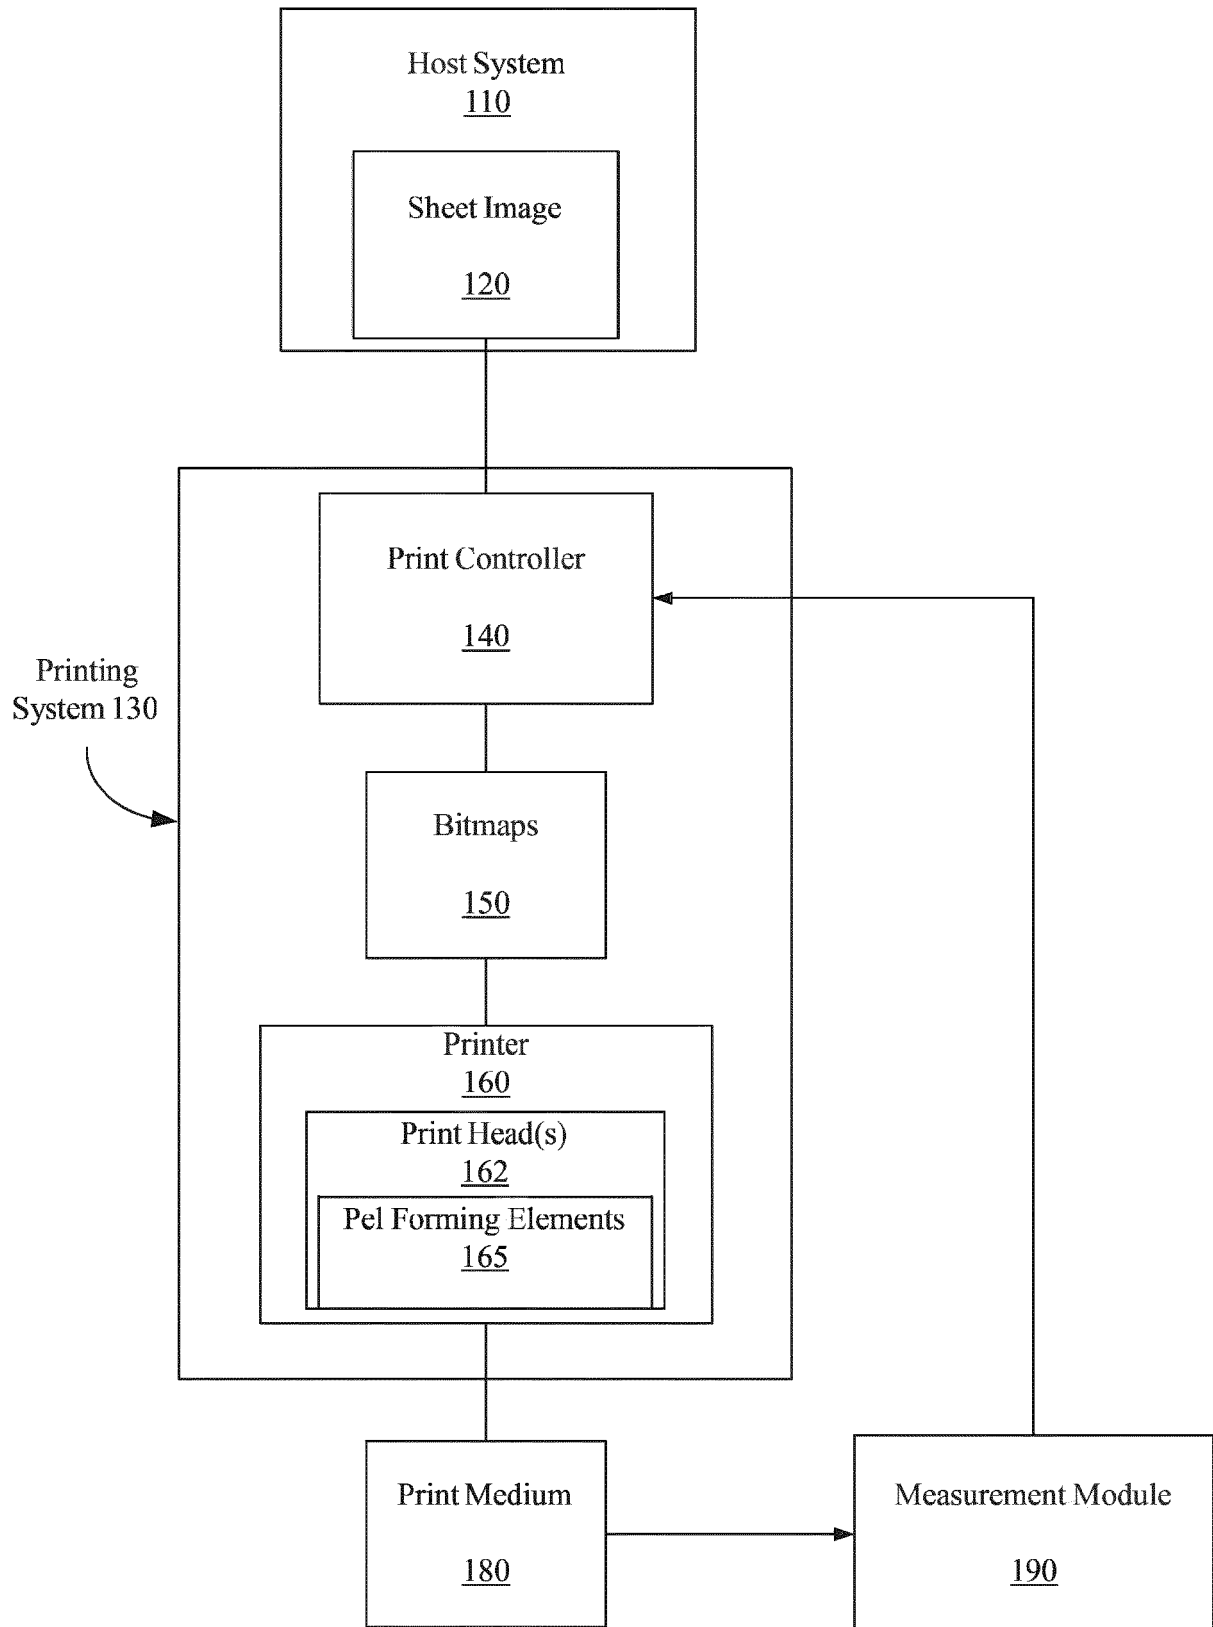 Host System
110
Sheet Image
120
Print Controller
140
Printing
System 130
Bitmaps
150
Printer
160
Print Head(s)
162
Pel Forming Elements
165
Print Medium
180
Measurement Module
190